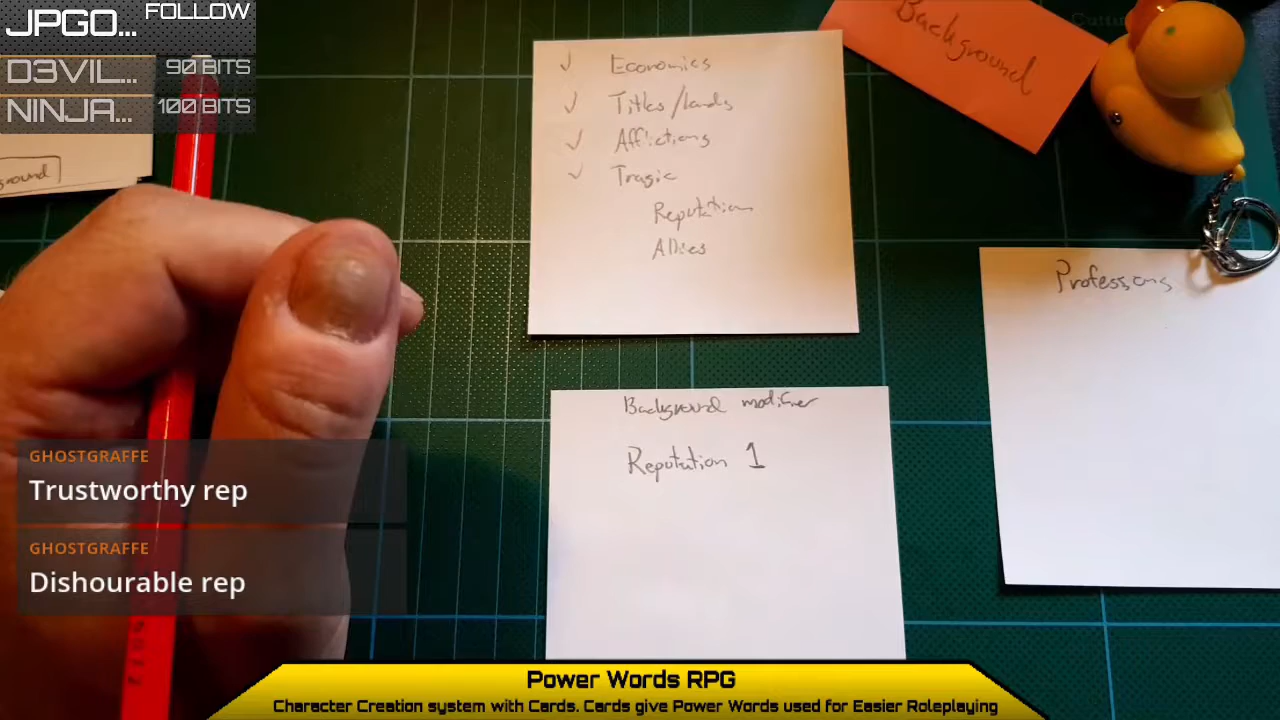 JPGO... FOLLOW
D3VIL... 90 BITS
NINJA... 100 BITS
Background
✓ Economics
✓ Titles/lands
✓ Afflictions
✓ Tragic
Reputation
Allies
Professions
Background modifier
Reputation 1
GHOSTGRAFFE
Trustworthy rep
GHOSTGRAFFE
Dishourable rep
Power Words RPG
Character Creation system with Cards. Cards give Power Words used for Easier Roleplaying